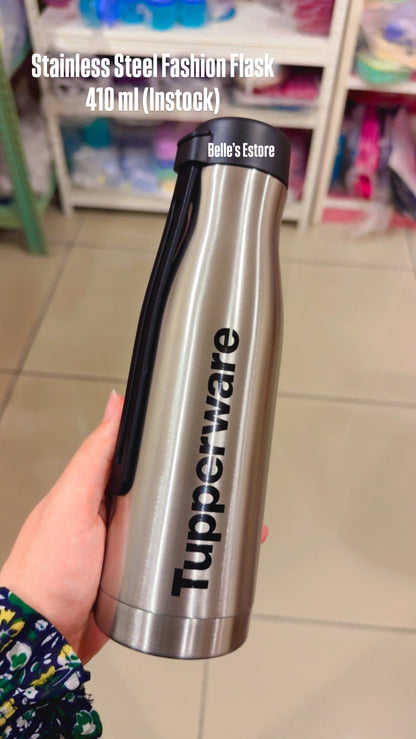 Stainless Steel Fashion Flask
410 ml (Instock)
Belle's Estore
Tupperware